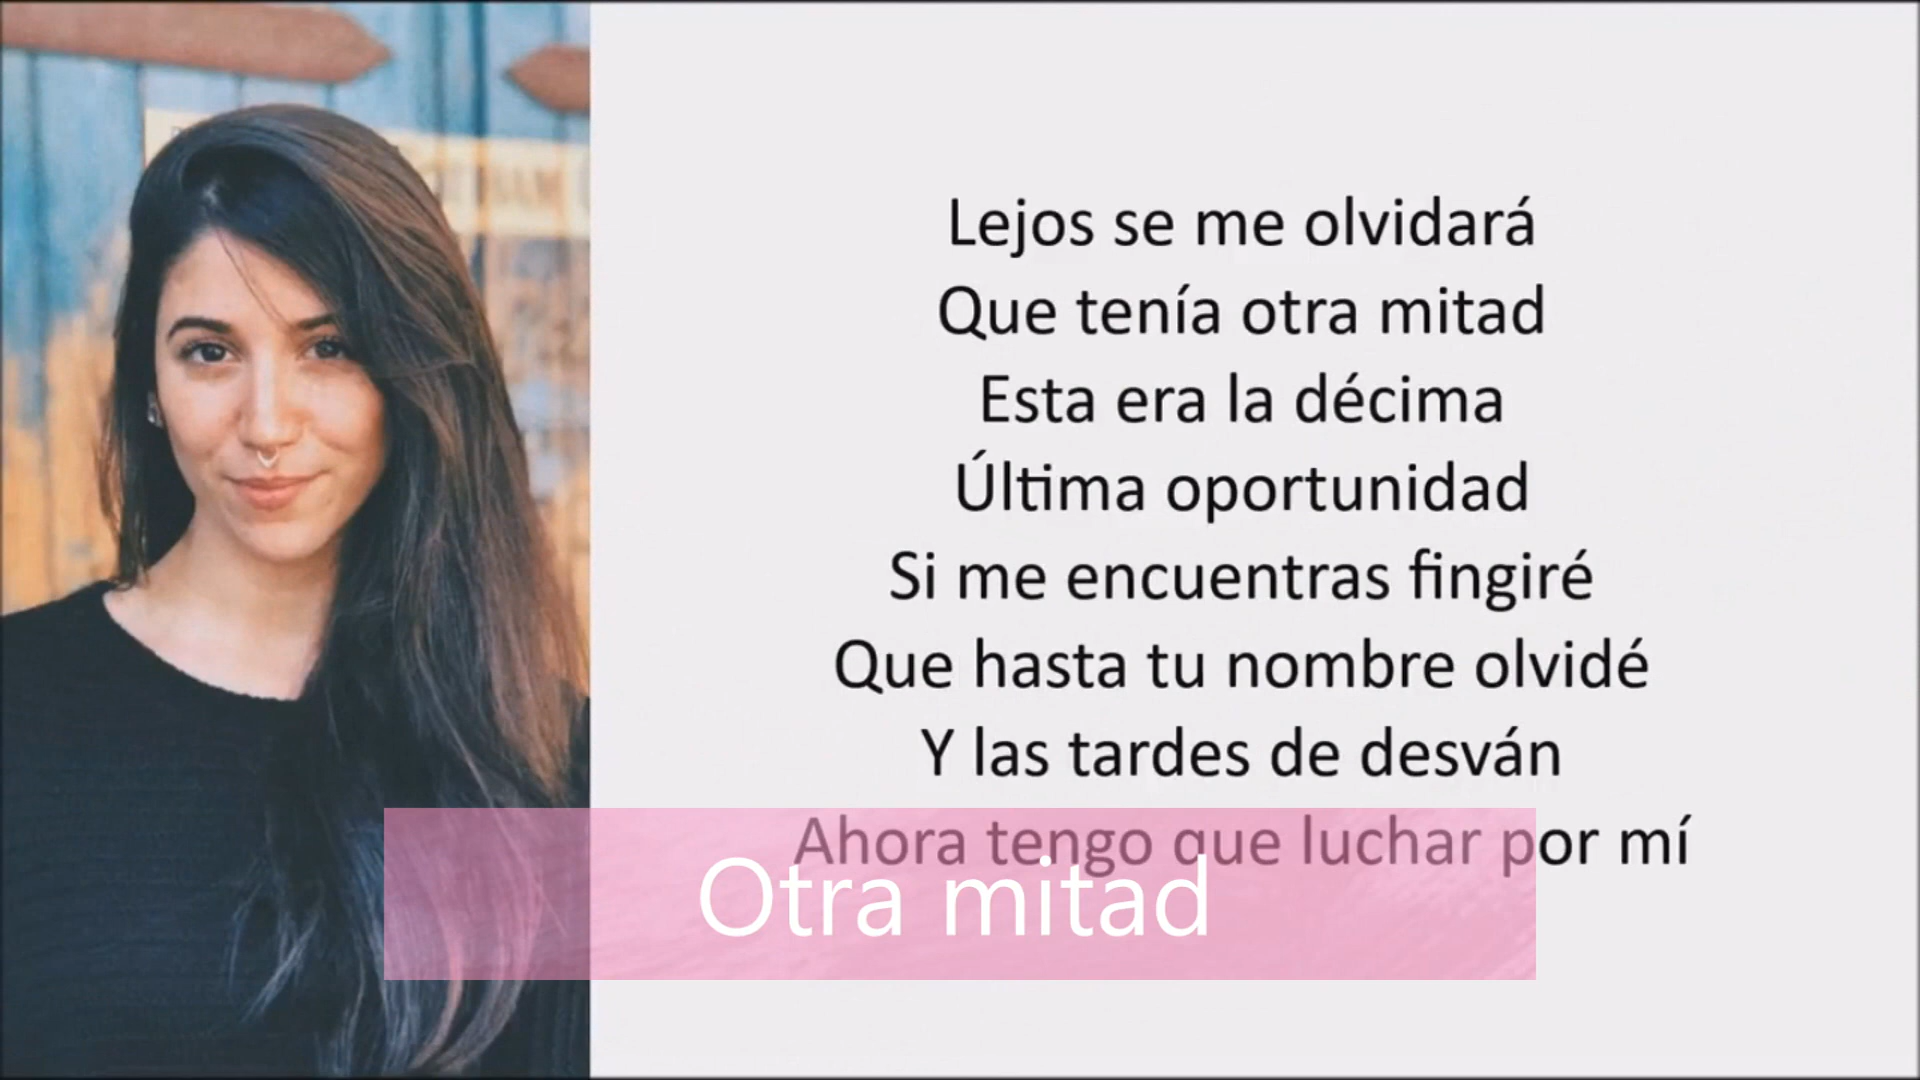 Lejos se me olvidará
Que tenía otra mitad
Esta era la décima
Última oportunidad
Si me encuentras fingiré
Que hasta tu nombre olvidé
Y las tardes de desván
Ahora tengo que luchar por mí
Otra mitad